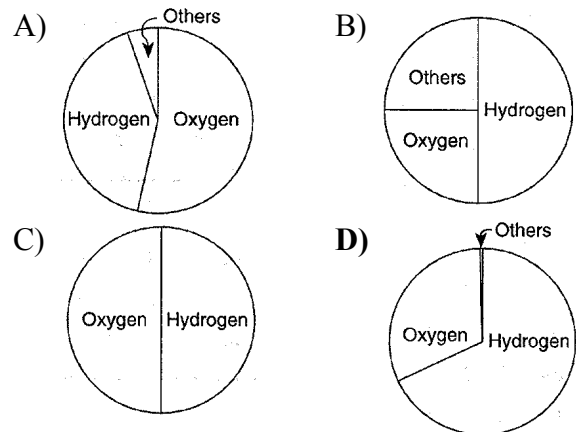 A)
Others
Hydrogen
Oxygen
B)
Others
Hydrogen
Oxygen
C)
Oxygen
Hydrogen
D)
Others
Oxygen
Hydrogen